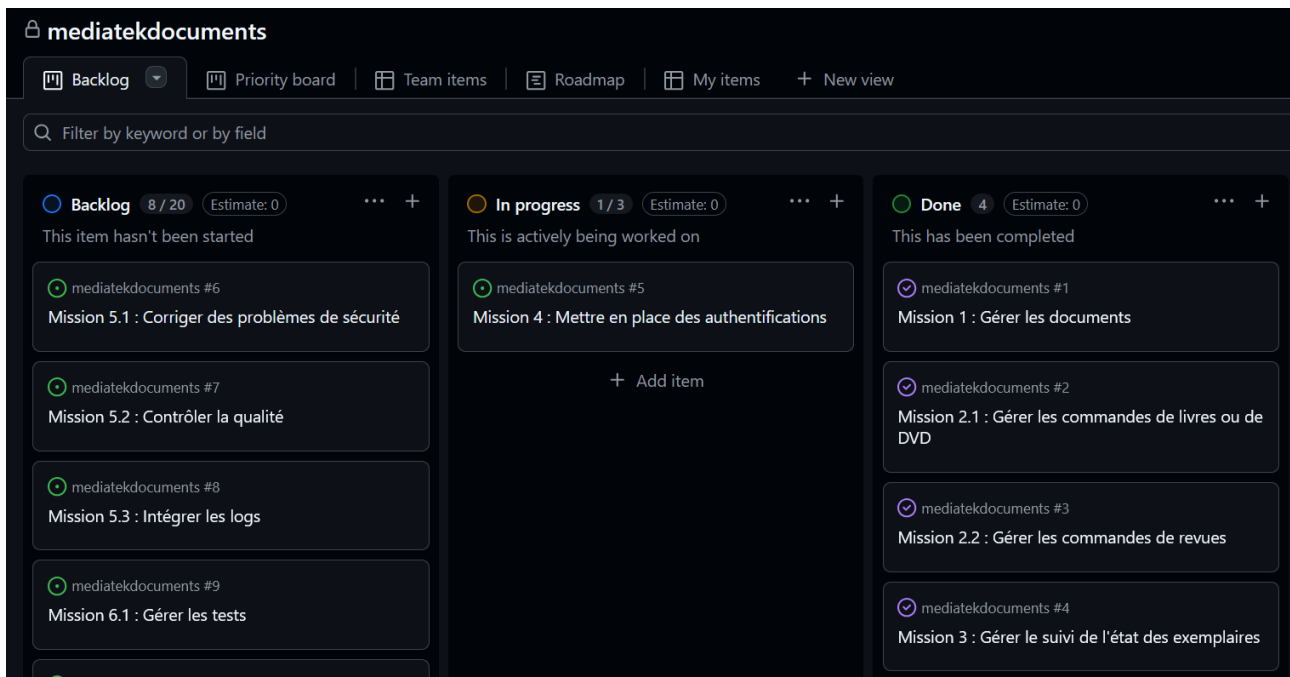 mediatekdocuments
Backlog
Priority board
Team items
Roadmap
My items
+ New view
Filter by keyword or by field
Backlog 8 / 20 Estimate: 0 ... +
This item hasn't been started
mediatekdocuments #6
Mission 5.1 : Corriger des problèmes de sécurité
mediatekdocuments #7
Mission 5.2 : Contrôler la qualité
mediatekdocuments #8
Mission 5.3 : Intégrer les logs
mediatekdocuments #9
Mission 6.1 : Gérer les tests
In progress 1 / 3 Estimate: 0 ... +
This is actively being worked on
mediatekdocuments #5
Mission 4 : Mettre en place des authentifications
+ Add item
Done 4 Estimate: 0 ... +
This has been completed
mediatekdocuments #1
Mission 1 : Gérer les documents
mediatekdocuments #2
Mission 2.1 : Gérer les commandes de livres ou de
DVD
mediatekdocuments #3
Mission 2.2 : Gérer les commandes de revues
mediatekdocuments #4
Mission 3 : Gérer le suivi de l'état des exemplaires